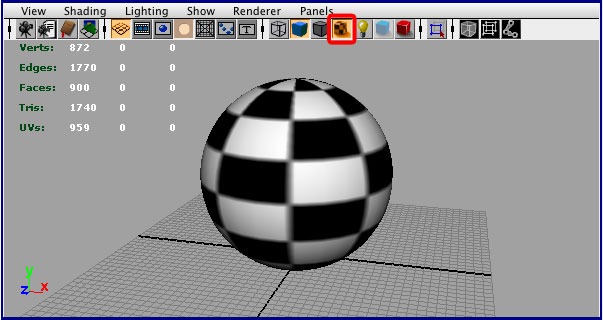 View Shading Lighting Show Renderer Panels
T
Verts: 872 0 0
Edges: 1770 0 0
Faces: 900 0 0
Tris: 1740 0 0
UVs: 959 0 0
y
z x